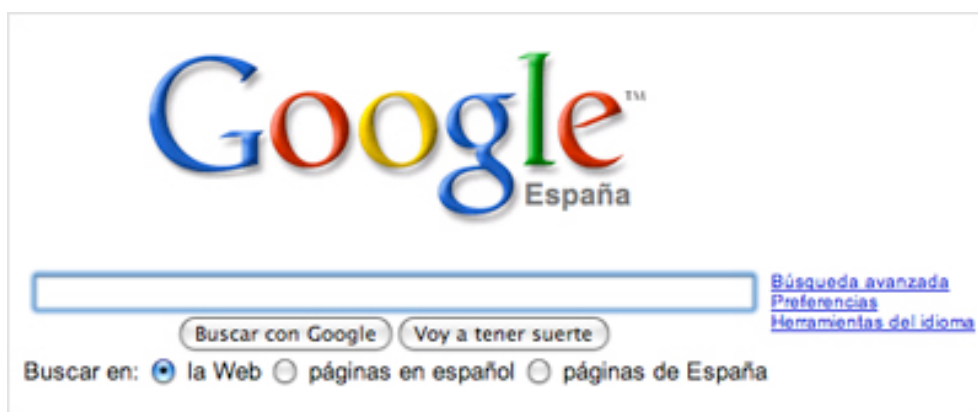 Google™
España
Búsqueda avanzada
Preferencias
Herramientas del idioma
Buscar con Google Voy a tener suerte
Buscar en: la Web páginas en español páginas de España